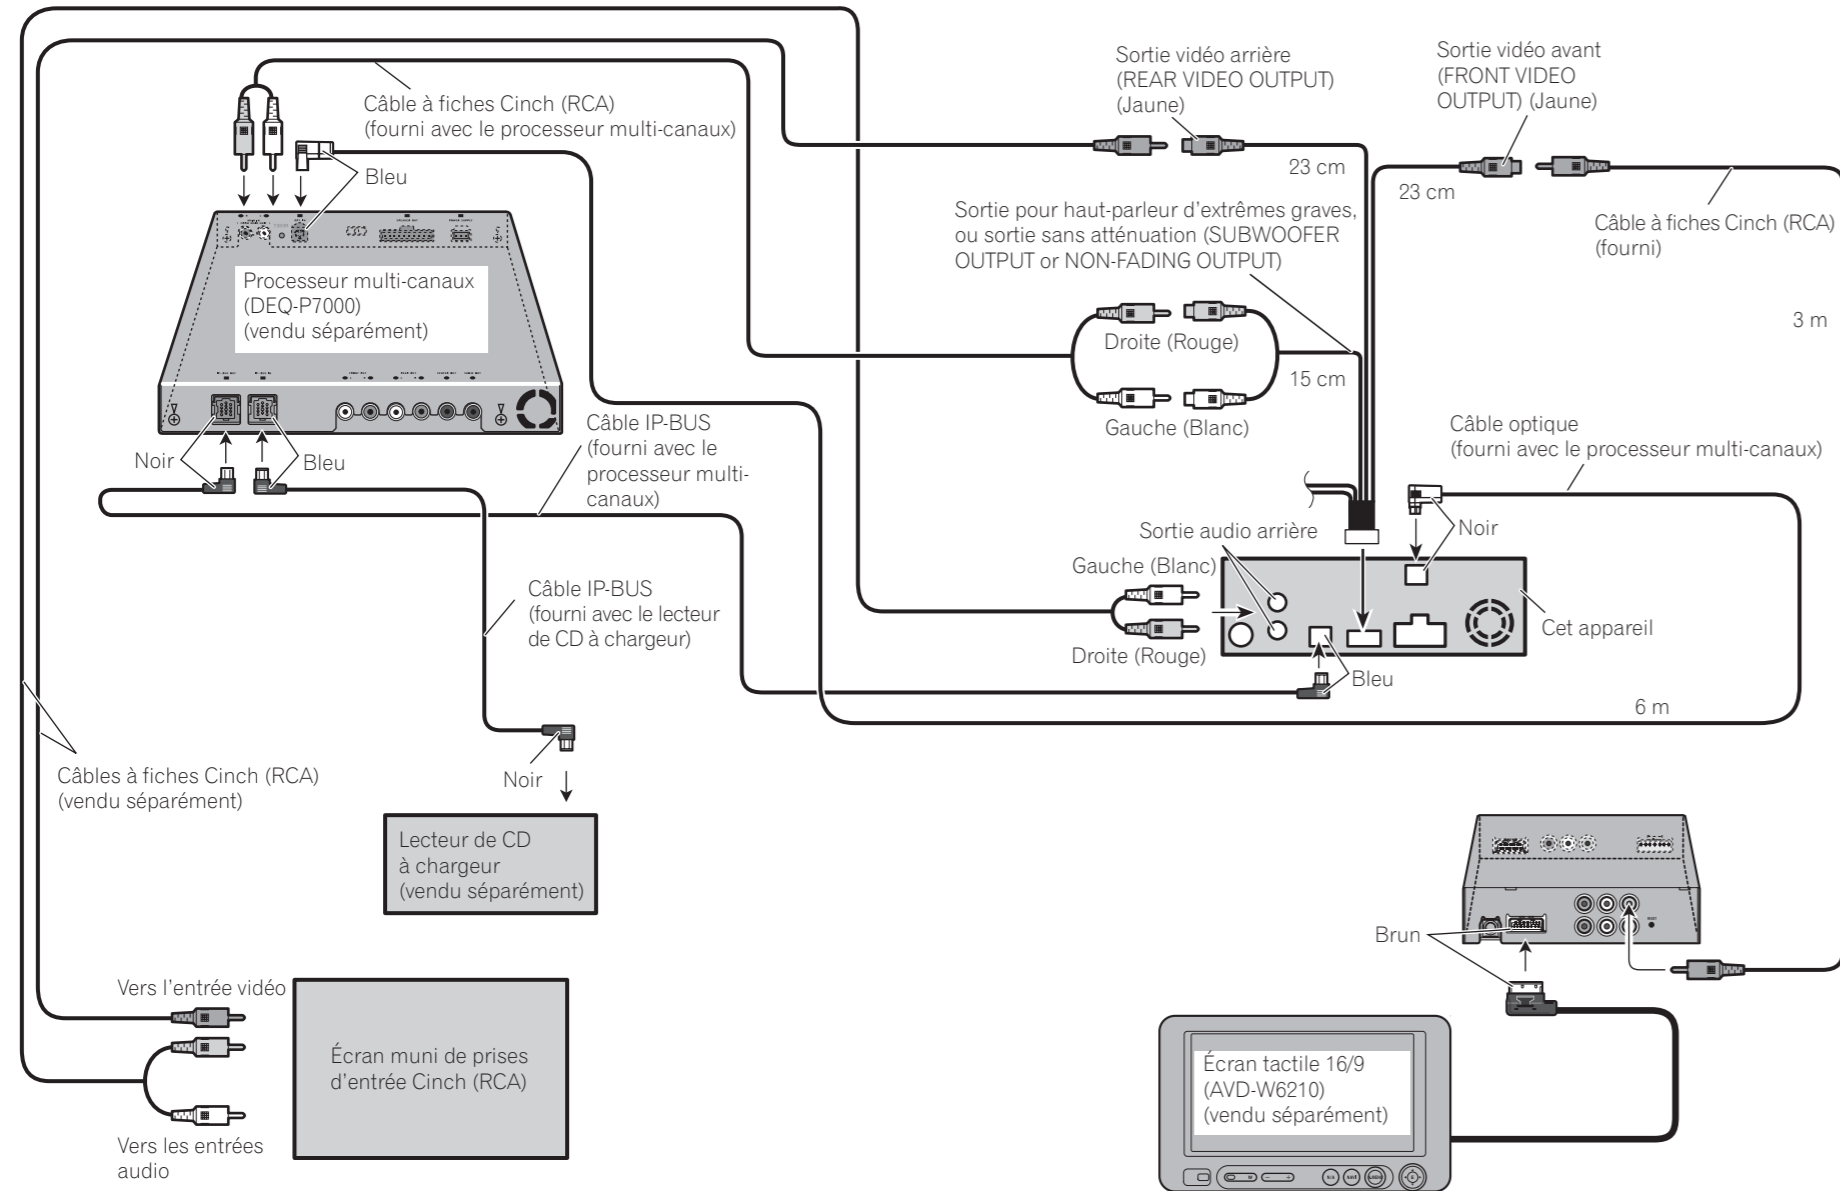 Sortie vidéo arrière
(REAR VIDEO OUTPUT)
(Jaune)
Sortie vidéo avant
(FRONT VIDEO
OUTPUT) (Jaune)
Câble à fiches Cinch (RCA)
(fourni avec le processeur multi-canaux)
Bleu
23 cm
23 cm
Sortie pour haut-parleur d'extrêmes graves,
ou sortie sans atténuation (SUBWOOFER
OUTPUT or NON-FADING OUTPUT)
Câble à fiches Cinch (RCA)
(fourni)
3 m
Processeur multi-canaux
(DEQ-P7000)
(vendu séparément)
Droite (Rouge)
15 cm
Gauche (Blanc)
Noir
Bleu
Câble IP-BUS
(fourni avec le
processeur multi-
canaux)
Câble optique
(fourni avec le processeur multi-canaux)
Noir
Sortie audio arrière
Gauche (Blanc)
Droite (Rouge)
Cet appareil
Bleu
6 m
Câble IP-BUS
(fourni avec le lecteur
de CD à chargeur)
Noir
Câbles à fiches Cinch (RCA)
(vendu séparément)
Lecteur de CD
à chargeur
(vendu séparément)
Brun
Vers l'entrée vidéo
Écran muni de prises
d'entrée Cinch (RCA)
Vers les entrées
audio
Écran tactile 16/9
(AVD-W6210)
(vendu séparément)